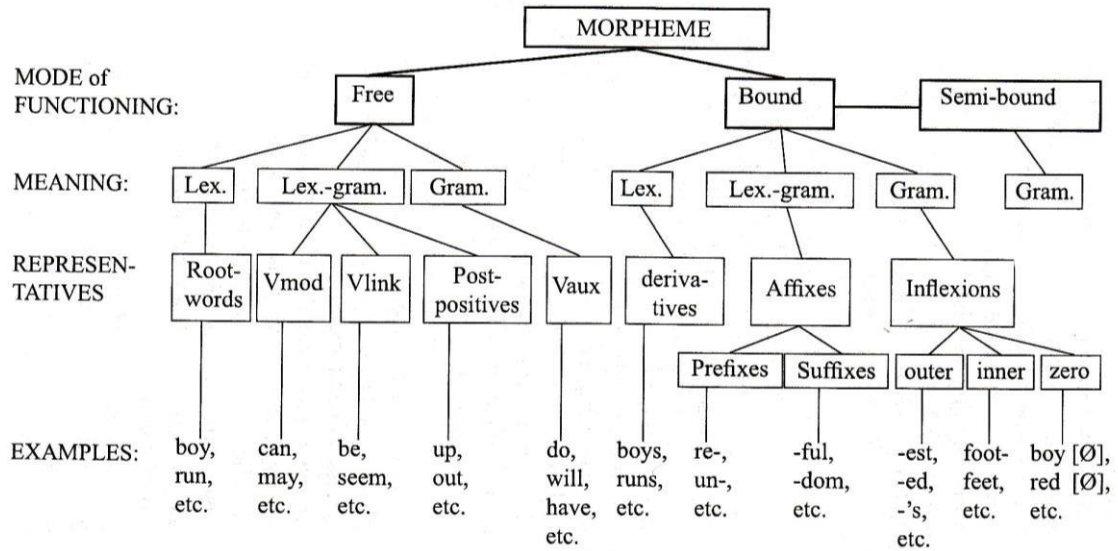 MORPHEME
MODE of
FUNCTIONING:
Free
Bound
Semi-bound
MEANING:
Lex.
Lex.-gram.
Gram.
Lex.
Lex.-gram.
Gram.
Gram.
REPRESEN-
TATIVES
Root-
words
Vmod
Vlink
Post-
positives
Vaux
deriva-
tives
Affixes
Inflexions
Prefixes
Suffixes
outer
inner
zero
EXAMPLES:
boy,
run,
etc.
can,
may,
etc.
be,
seem,
etc.
up,
out,
etc.
do,
will,
have,
etc.
boys,
runs,
etc.
re-,
un-,
etc.
-ful,
-dom,
etc.
-est,
-ed,
-'s,
etc.
foot-
feet,
etc.
boy [Ø],
red [Ø],
etc.